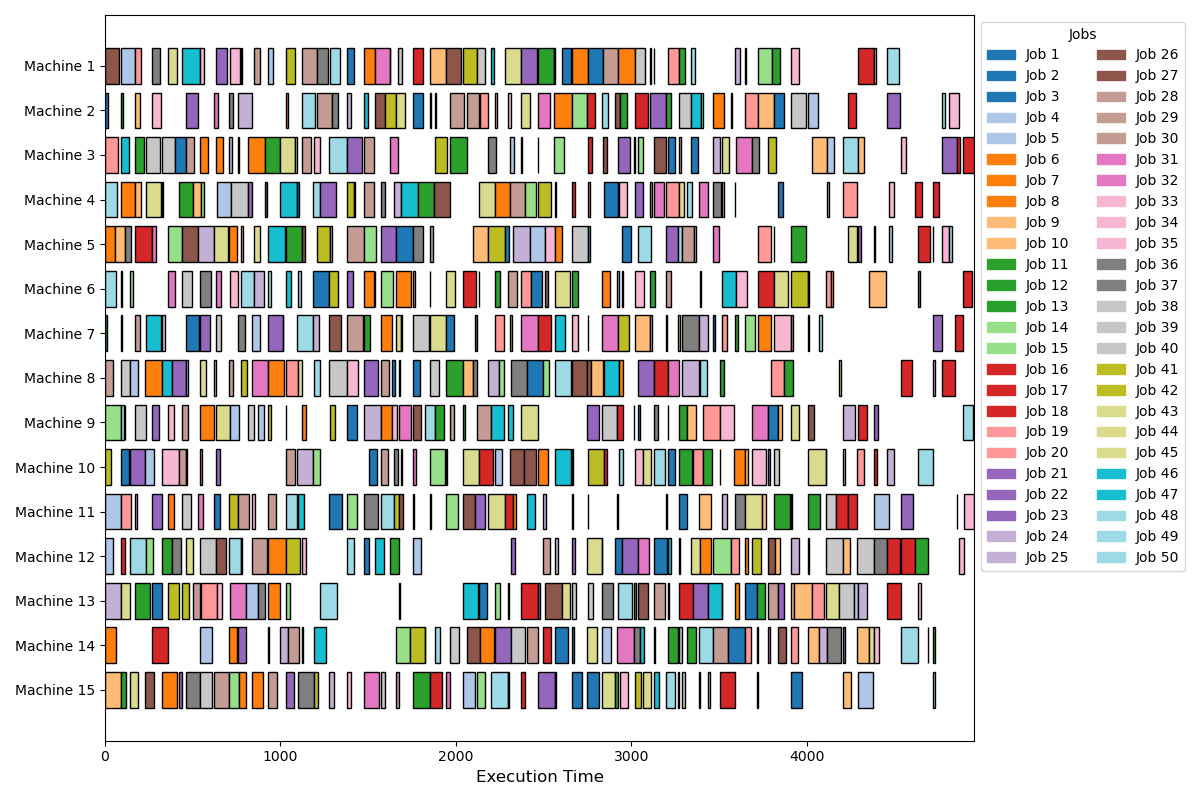 Machine 1
Machine 2
Machine 3
Machine 4
Machine 5
Machine 6
Machine 7
Machine 8
Machine 9
Machine 10
Machine 11
Machine 12
Machine 13
Machine 14
Machine 15
0 1000 2000 3000 4000
Execution Time
Jobs
Job 1 Job 26
Job 2 Job 27
Job 3 Job 28
Job 4 Job 29
Job 5 Job 30
Job 6 Job 31
Job 7 Job 32
Job 8 Job 33
Job 9 Job 34
Job 10 Job 35
Job 11 Job 36
Job 12 Job 37
Job 13 Job 38
Job 14 Job 39
Job 15 Job 40
Job 16 Job 41
Job 17 Job 42
Job 18 Job 43
Job 19 Job 44
Job 20 Job 45
Job 21 Job 46
Job 22 Job 47
Job 23 Job 48
Job 24 Job 49
Job 25 Job 50